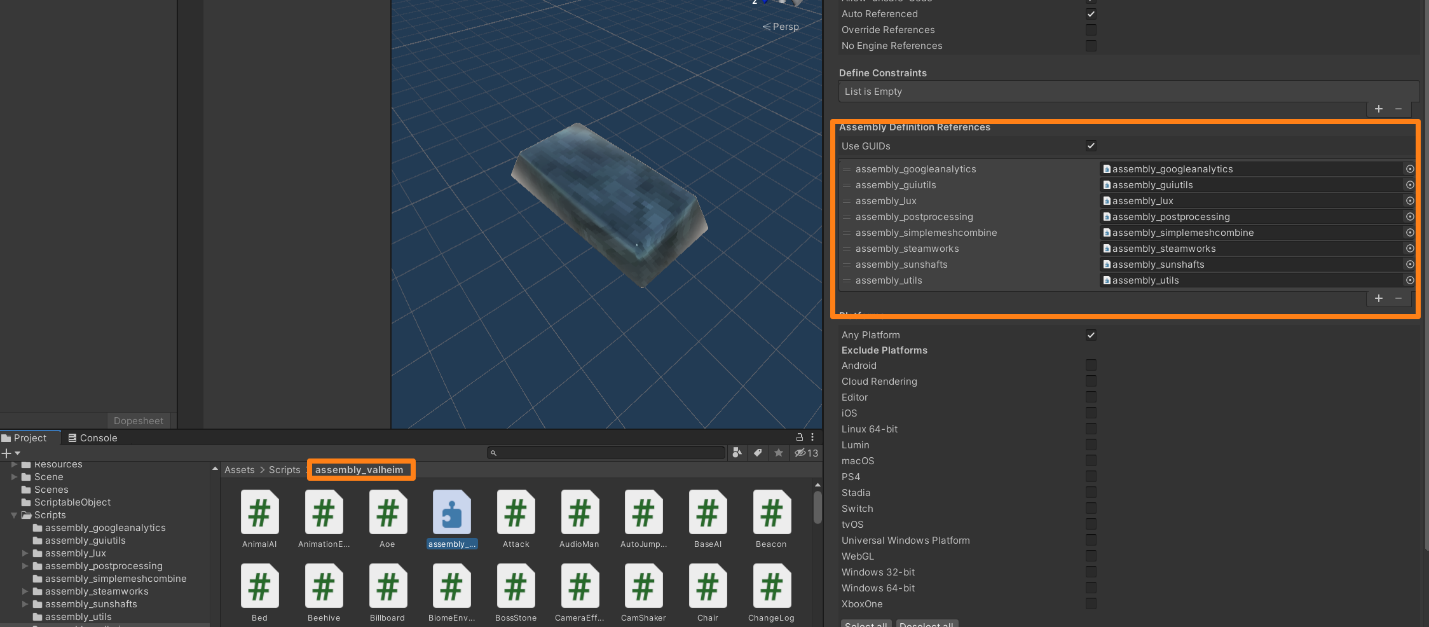 Persp
Auto Referenced
Override References
No Engine References
Define Constraints
List is Empty
+ −
Assembly Definition References
Use GUIDs
assembly_googleanalytics assembly_googleanalytics
assembly_guiutils assembly_guiutils
assembly_lux assembly_lux
assembly_postprocessing assembly_postprocessing
assembly_simplemeshcombine assembly_simplemeshcombine
assembly_steamworks assembly_steamworks
assembly_sunshafts assembly_sunshafts
assembly_utils assembly_utils
+ −
Any Platform
Exclude Platforms
Android
Cloud Rendering
Editor
iOS
Linux 64-bit
Lumin
macOS
PS4
Stadia
Switch
tvOS
Universal Windows Platform
WebGL
Windows 32-bit
Windows 64-bit
XboxOne
Select all Deselect all
Dopesheet
Project Console
13
Resources
Scene
Scenes
ScriptableObject
Scripts
assembly_googleanalytics
assembly_guiutils
assembly_lux
assembly_postprocessing
assembly_simplemeshcombine
assembly_steamworks
assembly_sunshafts
assembly_utils
Assets > Scripts > assembly_valheim
AnimalAI AnimationE... Aoe assembly_... Attack AudioMan AutoJump... BaseAI Beacon
Bed Beehive Billboard BiomeEnv... BossStone CameraEff... CamShaker Chair ChangeLog